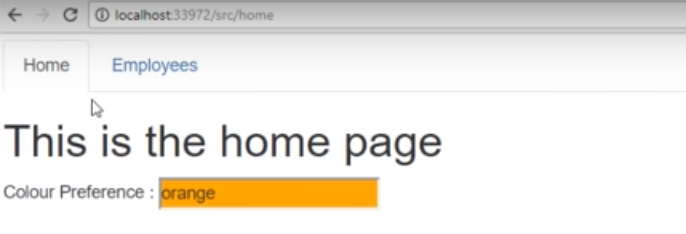 localhost:33972/src/home
Home Employees
This is the home page
Colour Preference : orange